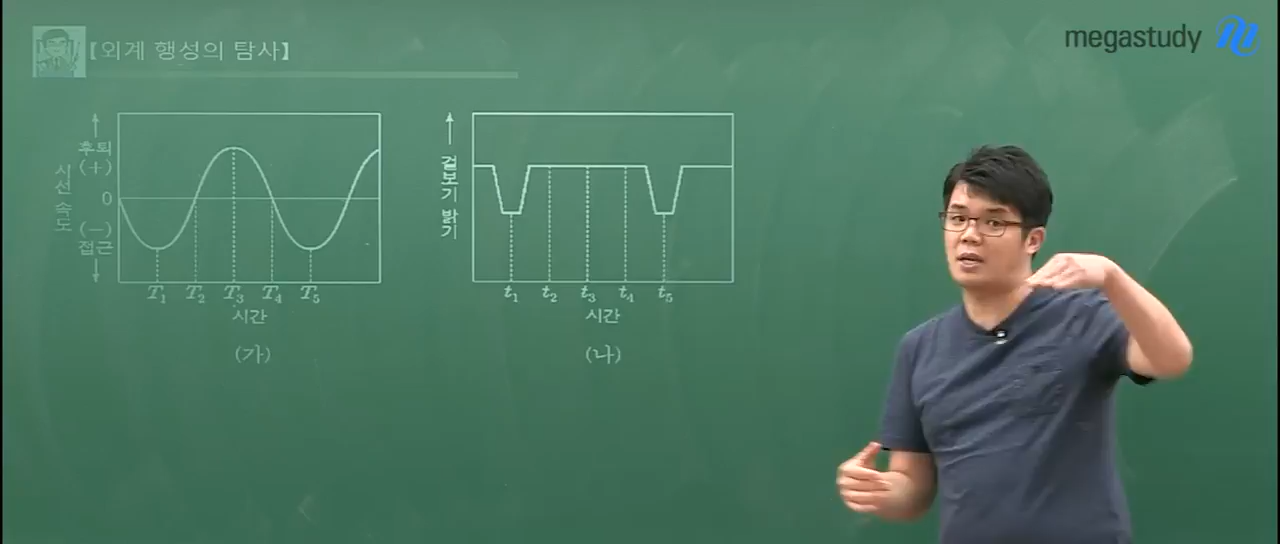 megastudy
【외계 행성의 탐사】
시선 속도
후퇴
(+)
0
(−)
접근
T₁ T₂ T₃ T₄ T₅
시간
(가)
겉보기 밝기
t₁ t₂ t₃ t₄ t₅
시간
(나)